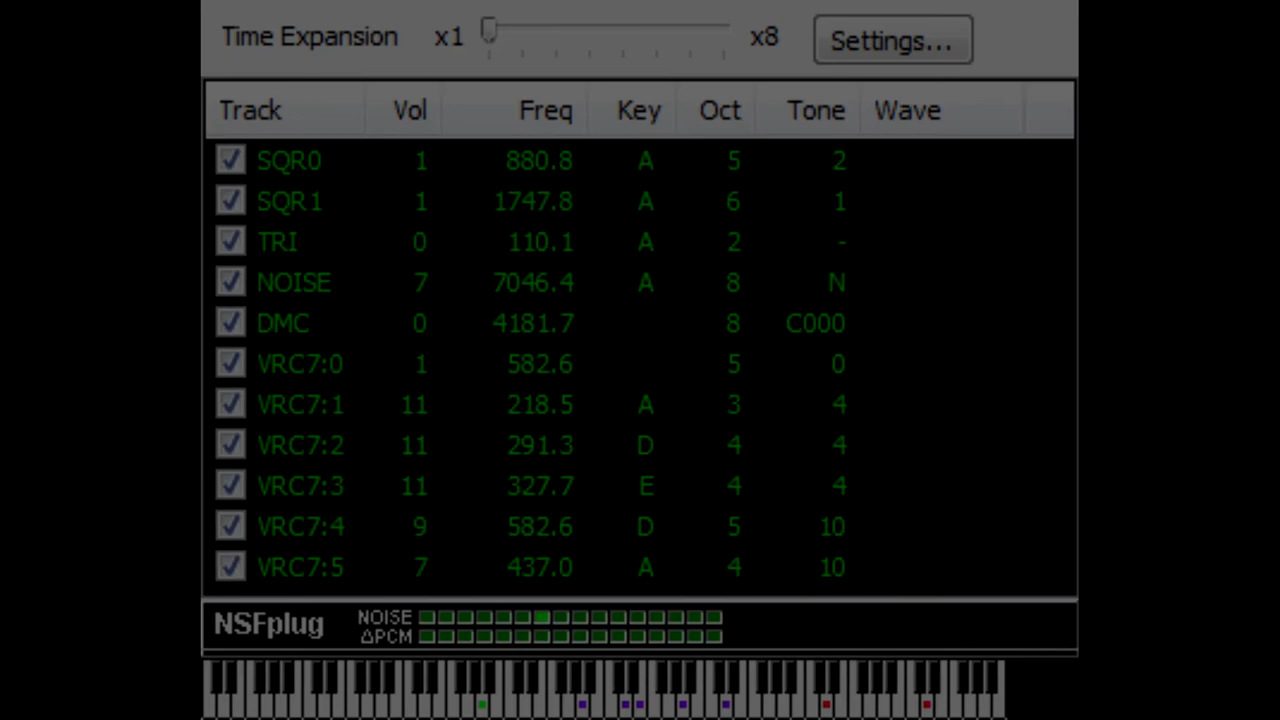 Time Expansion x1 x8 Settings...
Track Vol Freq Key Oct Tone Wave
SQR0 1 880.8 A 5 2
SQR1 1 1747.8 A 6 1
TRI 0 110.1 A 2 -
NOISE 7 7046.4 A 8 N
DMC 0 4181.7 8 C000
VRC7:0 1 582.6 5 0
VRC7:1 11 218.5 A 3 4
VRC7:2 11 291.3 D 4 4
VRC7:3 11 327.7 E 4 4
VRC7:4 9 582.6 D 5 10
VRC7:5 7 437.0 A 4 10
NSFplug NOISE
ΔPCM